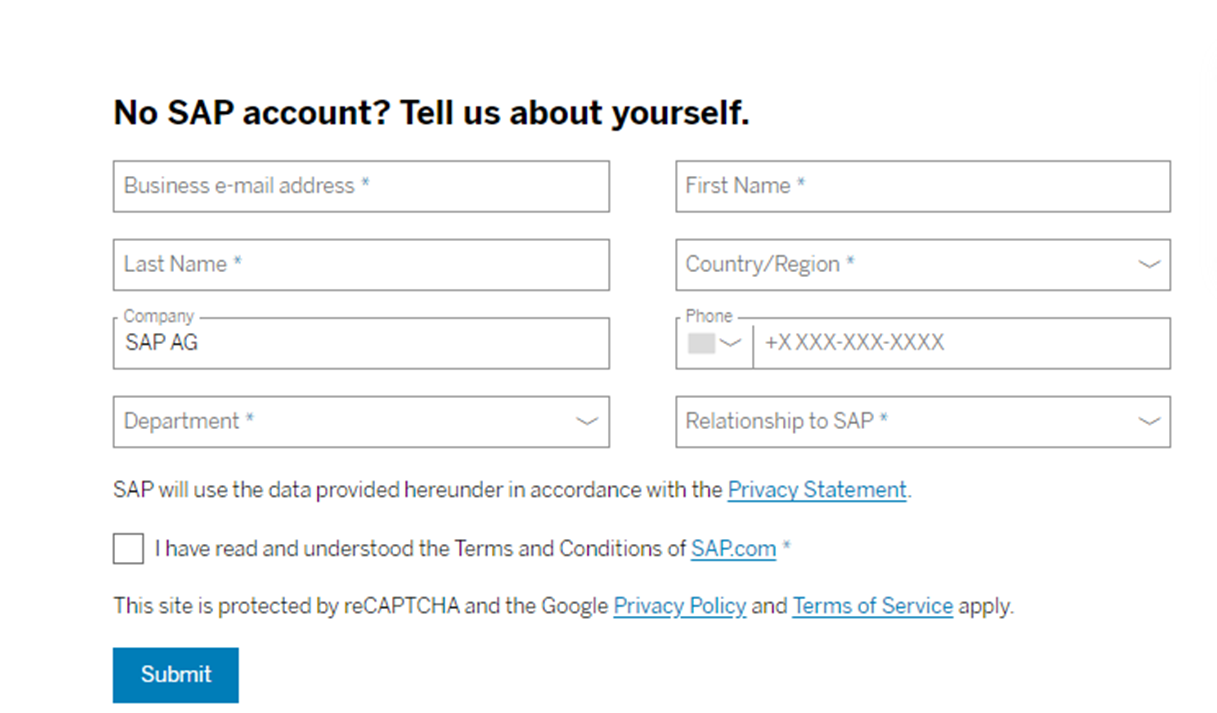 No SAP account? Tell us about yourself.
Business e-mail address *
First Name *
Last Name *
Country/Region *
Company
SAP AG
Phone
+X XXX-XXX-XXXX
Department *
Relationship to SAP *
SAP will use the data provided hereunder in accordance with the Privacy Statement.
I have read and understood the Terms and Conditions of SAP.com *
This site is protected by reCAPTCHA and the Google Privacy Policy and Terms of Service apply.
Submit